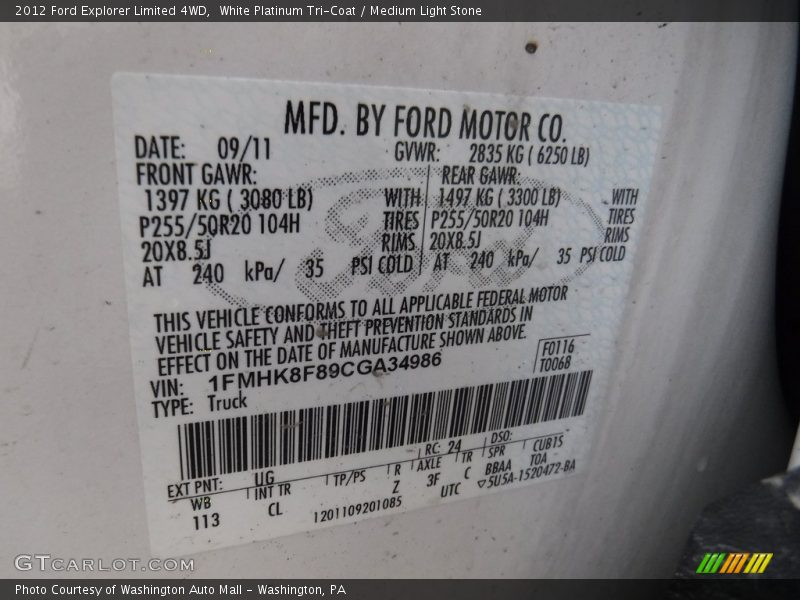 2012 Ford Explorer Limited 4WD,  White Platinum Tri-Coat / Medium Light Stone
MFD. BY FORD MOTOR CO.
DATE: 09/11 GVWR: 2835 KG ( 6250 LB)
FRONT GAWR: REAR GAWR:
1397 KG ( 3080 LB) WITH 1497 KG ( 3300 LB) WITH
P255/50R20 104H TIRES P255/50R20 104H TIRES
20X8.5J RIMS 20X8.5J RIMS
AT 240 kPa/ 35 PSI COLD AT 240 kPa/ 35 PSI COLD
Ford
THIS VEHICLE CONFORMS TO ALL APPLICABLE FEDERAL MOTOR
VEHICLE SAFETY AND THEFT PREVENTION STANDARDS IN
EFFECT ON THE DATE OF MANUFACTURE SHOWN ABOVE.
VIN: 1FMHK8F89CGA34986 F0116
TYPE: Truck T0068
EXT PNT: UG RC: 24 DSO:
WB INT TR TP/PS R AXLE TR SPR CUB15
113 CL Z 3F C BBAA TOA
1201109201085 UTC ▽5U5A-1520472-BA
GTCARLOT.COM
Photo Courtesy of Washington Auto Mall - Washington, PA